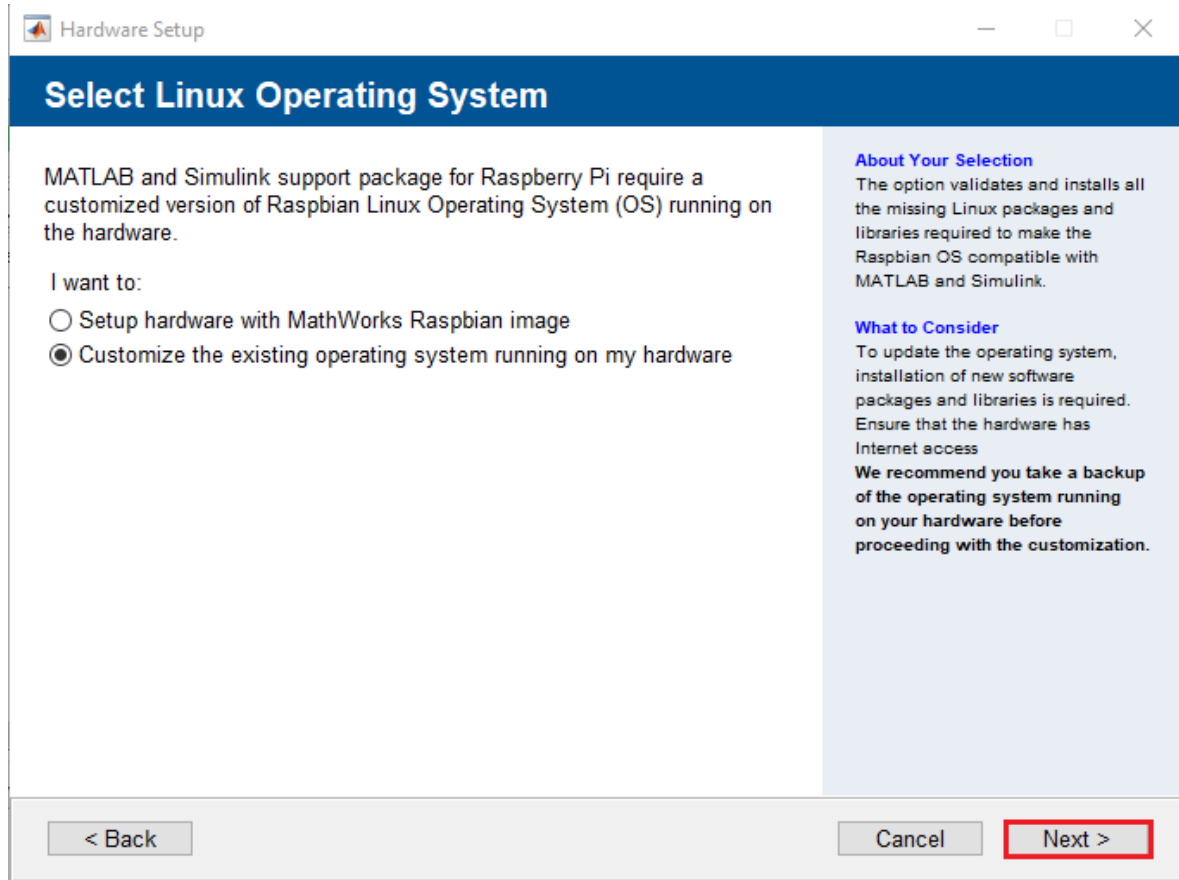 Hardware Setup
Select Linux Operating System
MATLAB and Simulink support package for Raspberry Pi require a
customized version of Raspbian Linux Operating System (OS) running on
the hardware.
I want to:
Setup hardware with MathWorks Raspbian image
Customize the existing operating system running on my hardware
About Your Selection
The option validates and installs all
the missing Linux packages and
libraries required to make the
Raspbian OS compatible with
MATLAB and Simulink.
What to Consider
To update the operating system,
installation of new software
packages and libraries is required.
Ensure that the hardware has
Internet access
We recommend you take a backup
of the operating system running
on your hardware before
proceeding with the customization.
< Back
Cancel
Next >